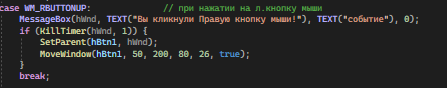 case WM_RBUTTONUP: // при нажатии на л.кнопку мыши
MessageBox(hWnd, TEXT("Вы кликнули Правую кнопку мыши!"), TEXT("событие"), 0);
if (KillTimer(hWnd, 1)) {
SetParent(hBtn1, hWnd);
MoveWindow(hBtn1, 50, 200, 80, 26, true);
}
break;